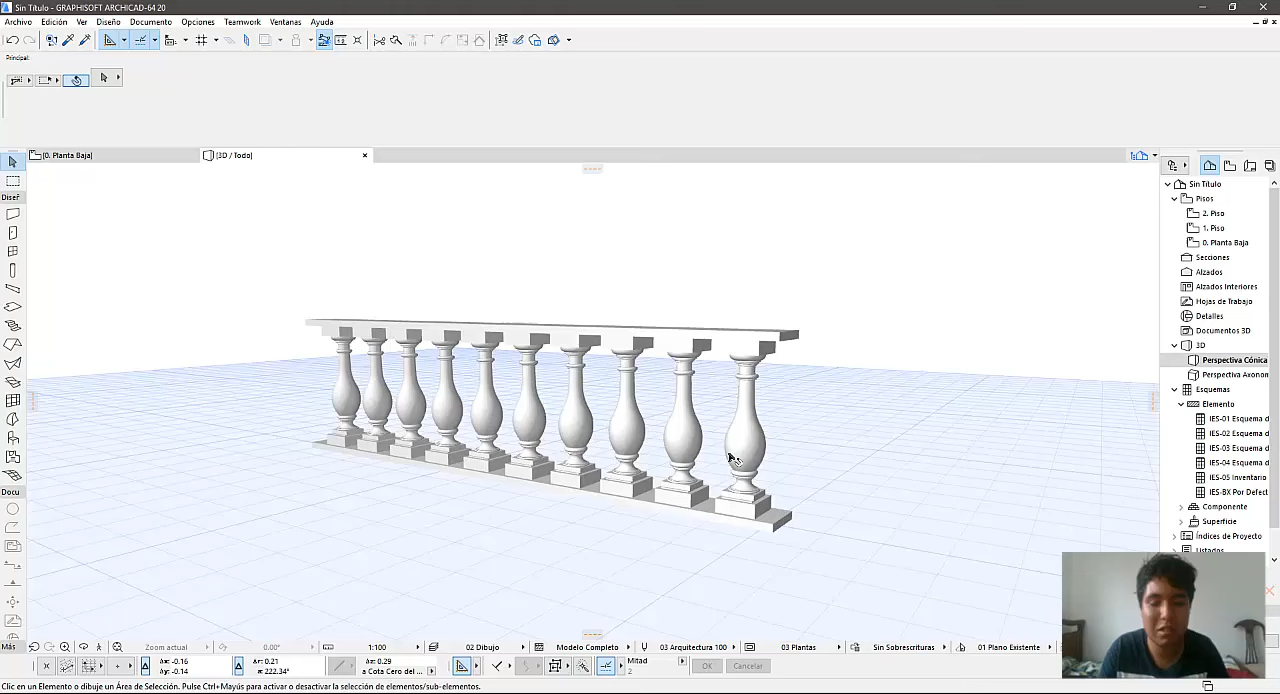 Sin Título - GRAPHISOFT ARCHICAD-64 20
Archivo Edición Ver Diseño Documento Opciones Teamwork Ventanas Ayuda
Principal:
[0. Planta Baja]
[3D / Todo]
Diseñ
Docu
Más
Sin Título
Pisos
2. Piso
1. Piso
0. Planta Baja
Secciones
Alzados
Alzados Interiores
Hojas de Trabajo
Detalles
Documentos 3D
3D
Perspectiva Cónica
Perspectiva Axonon
Esquemas
Elemento
IES-01 Esquema d
IES-02 Esquema d
IES-03 Esquema d
IES-04 Esquema d
IES-05 Inventario
IES-BX Por Defect
Componente
Superficie
Índices de Proyecto
Listados
Zoom actual 0.00° 1:100 02 Dibujo Modelo Completo 03 Arquitectura 100 03 Plantas Sin Sobrescrituras 01 Plano Existente
Δx: -0.16 Δr: 0.21 Δz: 0.29 Mitad OK Cancelar
Δy: -0.14 α: 222.34° a Cota Cero del ... 2
Clic en un Elemento o dibuje un Área de Selección. Pulse Ctrl+Mayús para activar o desactivar la selección de elementos/sub-elementos.